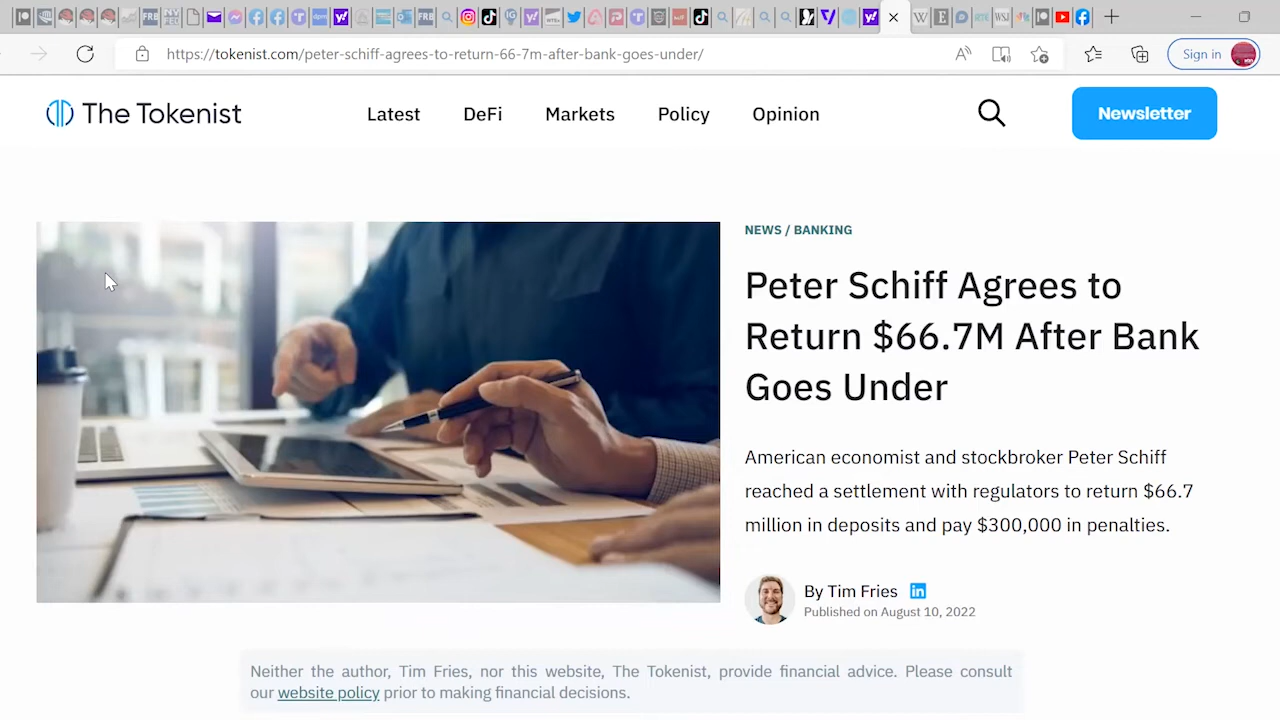 https://tokenist.com/peter-schiff-agrees-to-return-66-7m-after-bank-goes-under/
Sign in
The Tokenist
Latest
DeFi
Markets
Policy
Opinion
Newsletter
NEWS / BANKING
Peter Schiff Agrees to
Return $66.7M After Bank
Goes Under
American economist and stockbroker Peter Schiff
reached a settlement with regulators to return $66.7
million in deposits and pay $300,000 in penalties.
By Tim Fries
Published on August 10, 2022
Neither the author, Tim Fries, nor this website, The Tokenist, provide financial advice. Please consult
our website policy prior to making financial decisions.